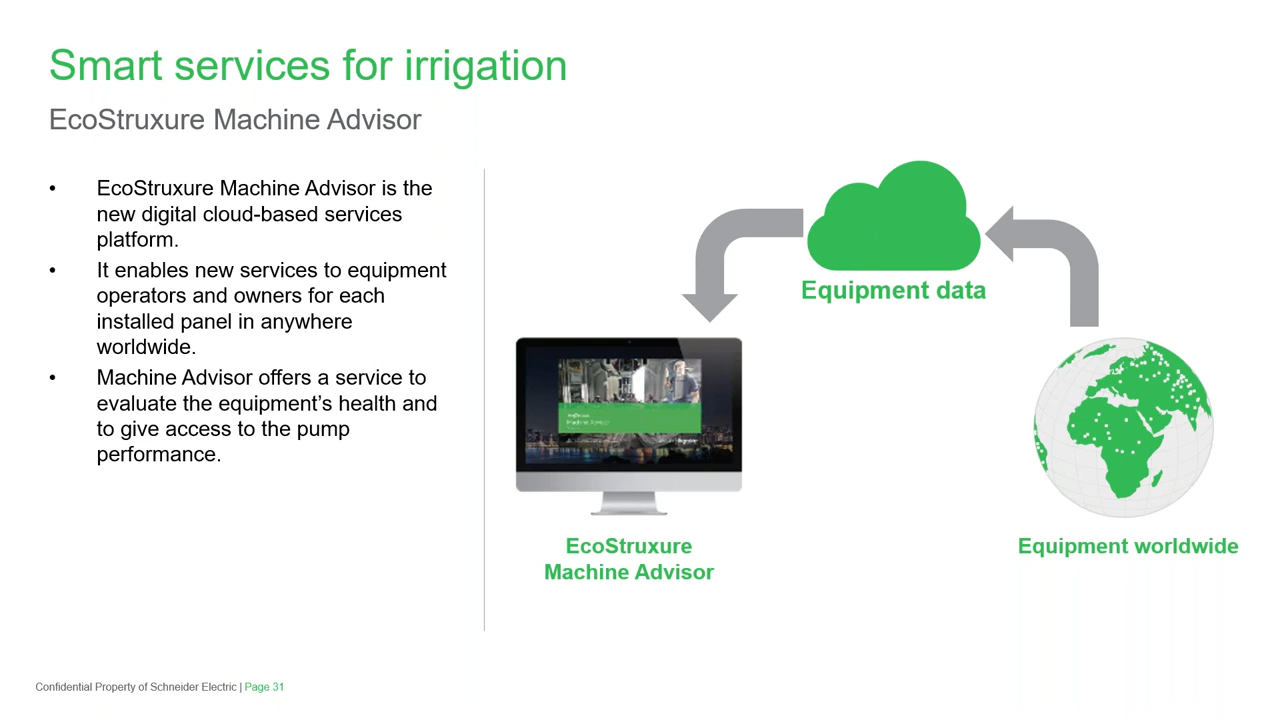 Smart services for irrigation
EcoStruxure Machine Advisor
• EcoStruxure Machine Advisor is the
new digital cloud-based services
platform.
• It enables new services to equipment
operators and owners for each
installed panel in anywhere
worldwide.
• Machine Advisor offers a service to
evaluate the equipment’s health and
to give access to the pump
performance.
Equipment data
Machine Advisor
EcoStruxure
Machine Advisor
Equipment worldwide
Confidential Property of Schneider Electric | Page 31